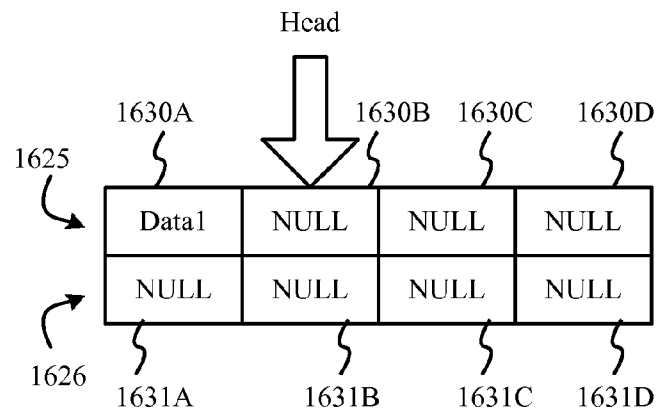 Head
1630A 1630B 1630C 1630D
1625
Data1 NULL NULL NULL
NULL NULL NULL NULL
1626
1631A 1631B 1631C 1631D